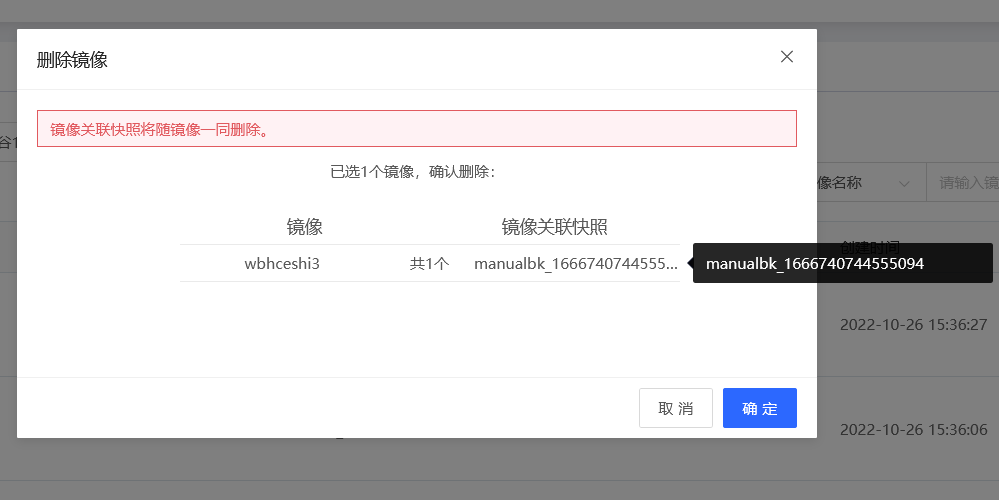 删除镜像
镜像关联快照将随镜像一同删除。
谷1
已选1个镜像，确认删除：
像名称
请输入镜
镜像 镜像关联快照
创建时间
wbhceshi3 共1个 manualbk_1666740744555... manualbk_1666740744555094
2022-10-26 15:36:27
取 消 确 定
2022-10-26 15:36:06